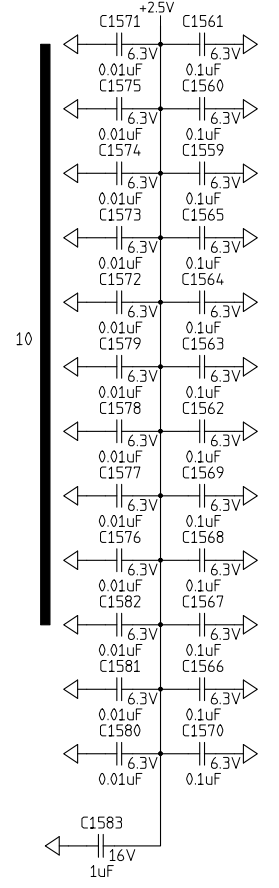 +2.5V
C1571 C1561
6.3V 6.3V
0.01uF 0.1uF
C1575 C1560
6.3V 6.3V
0.01uF 0.1uF
C1574 C1559
6.3V 6.3V
0.01uF 0.1uF
C1573 C1565
6.3V 6.3V
0.01uF 0.1uF
C1572 C1564
6.3V 6.3V
0.01uF 0.1uF
10
C1579 C1563
6.3V 6.3V
0.01uF 0.1uF
C1578 C1562
6.3V 6.3V
0.01uF 0.1uF
C1577 C1569
6.3V 6.3V
0.01uF 0.1uF
C1576 C1568
6.3V 6.3V
0.01uF 0.1uF
C1582 C1567
6.3V 6.3V
0.01uF 0.1uF
C1581 C1566
6.3V 6.3V
0.01uF 0.1uF
C1580 C1570
6.3V 6.3V
0.01uF 0.1uF
C1583
16V
1uF